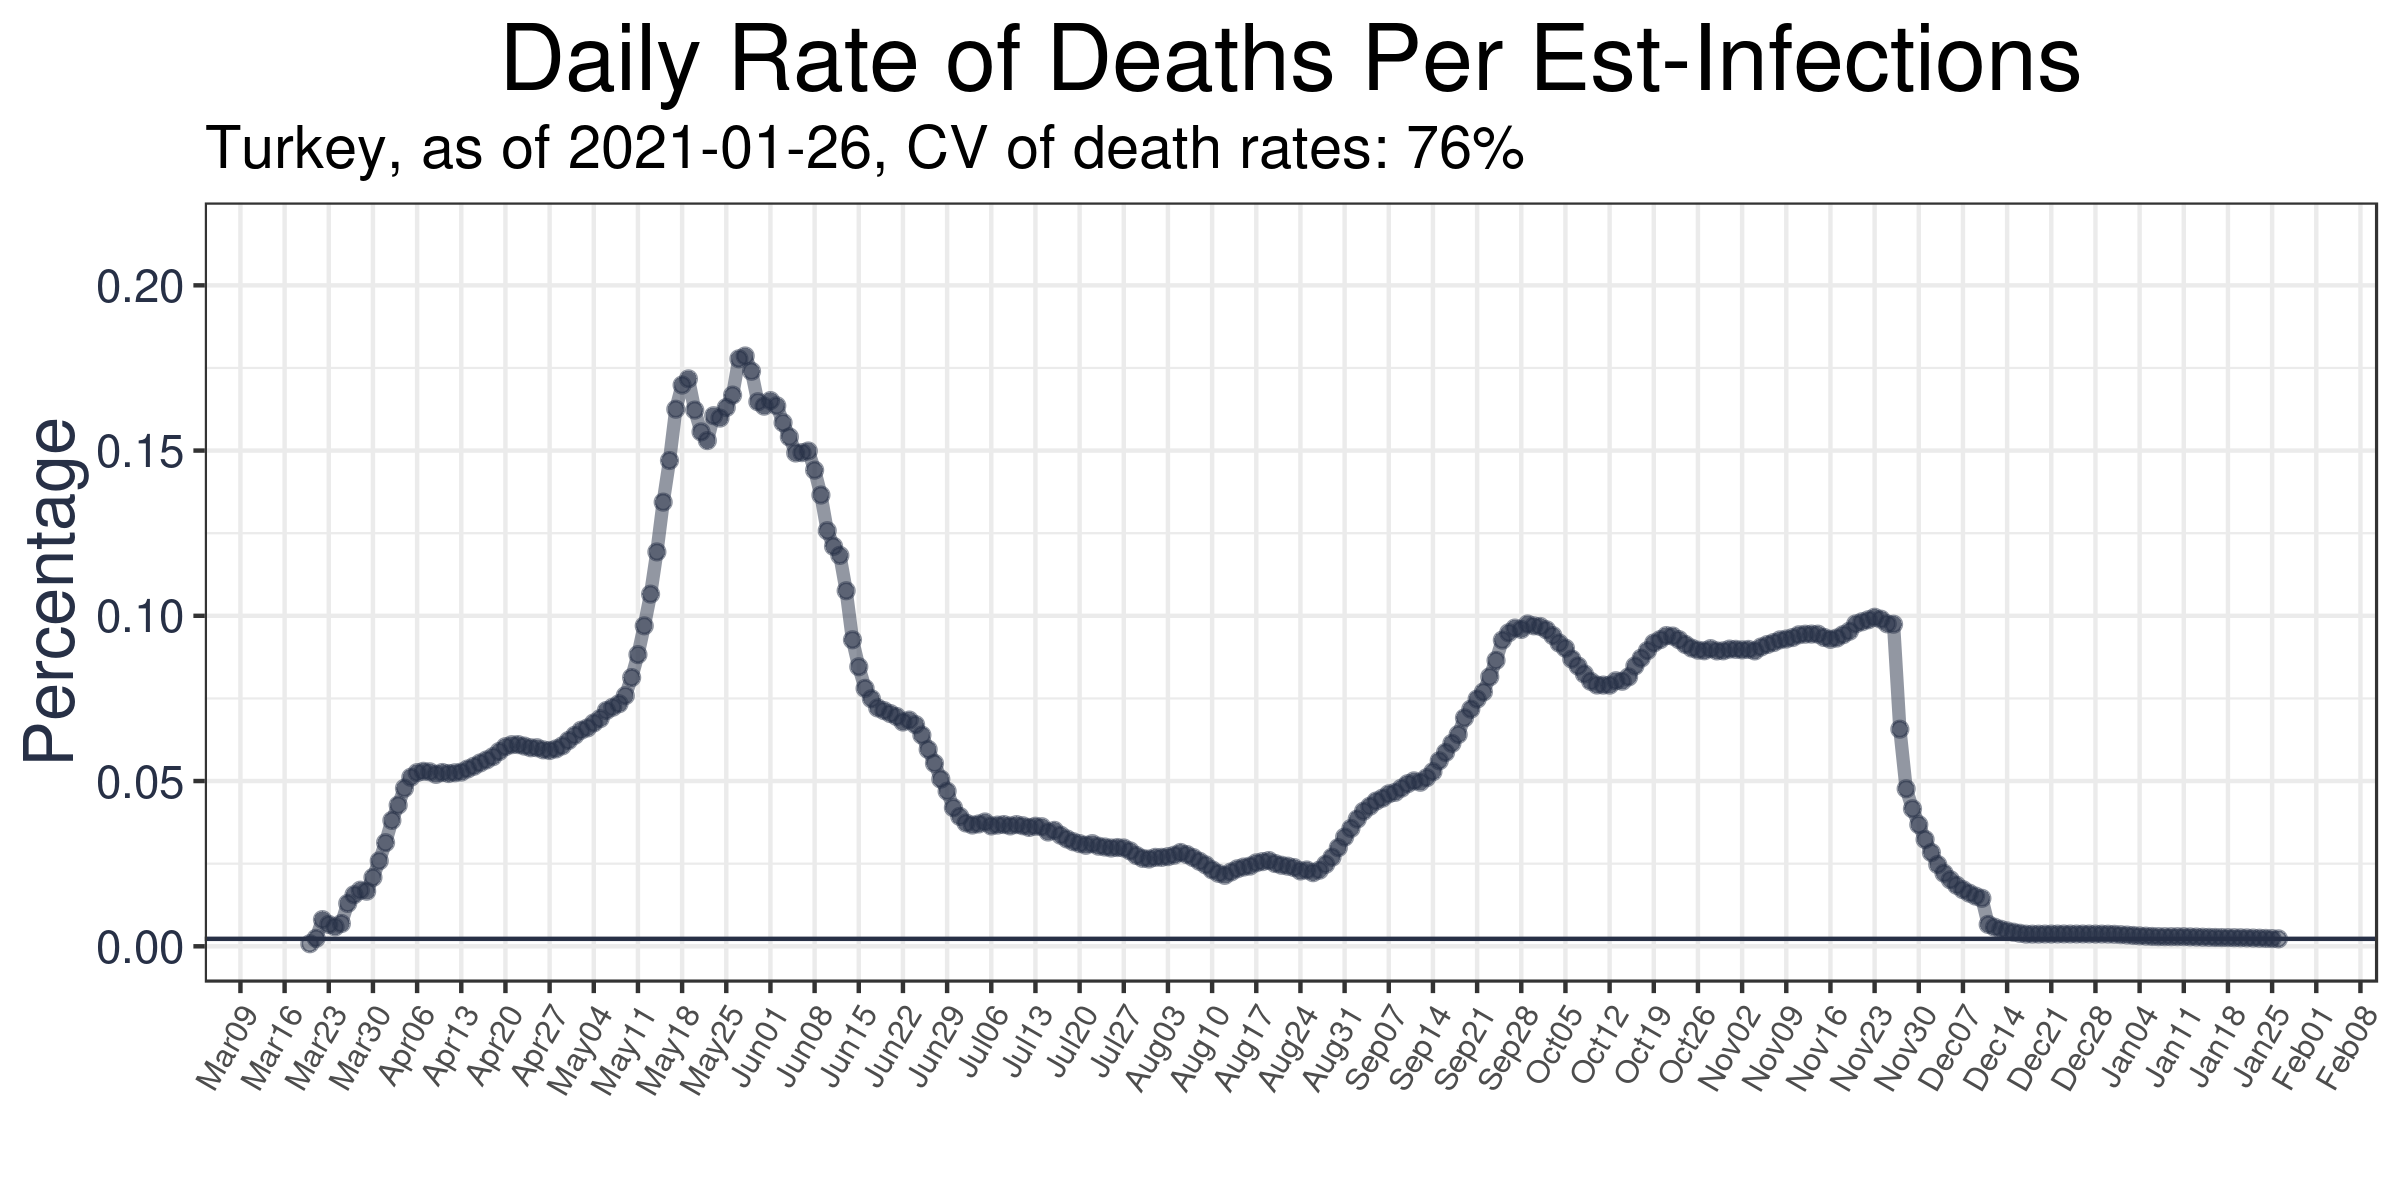 Daily Rate of Deaths Per Est-Infections
Turkey, as of 2021-01-26, CV of death rates: 76%
Percentage
0.20
0.15
0.10
0.05
0.00
Mar09
Mar16
Mar23
Mar30
Apr06
Apr13
Apr20
Apr27
May04
May11
May18
May25
Jun01
Jun08
Jun15
Jun22
Jun29
Jul06
Jul13
Jul20
Jul27
Aug03
Aug10
Aug17
Aug24
Aug31
Sep07
Sep14
Sep21
Sep28
Oct05
Oct12
Oct19
Oct26
Nov02
Nov09
Nov16
Nov23
Nov30
Dec07
Dec14
Dec21
Dec28
Jan04
Jan11
Jan18
Jan25
Feb01
Feb08